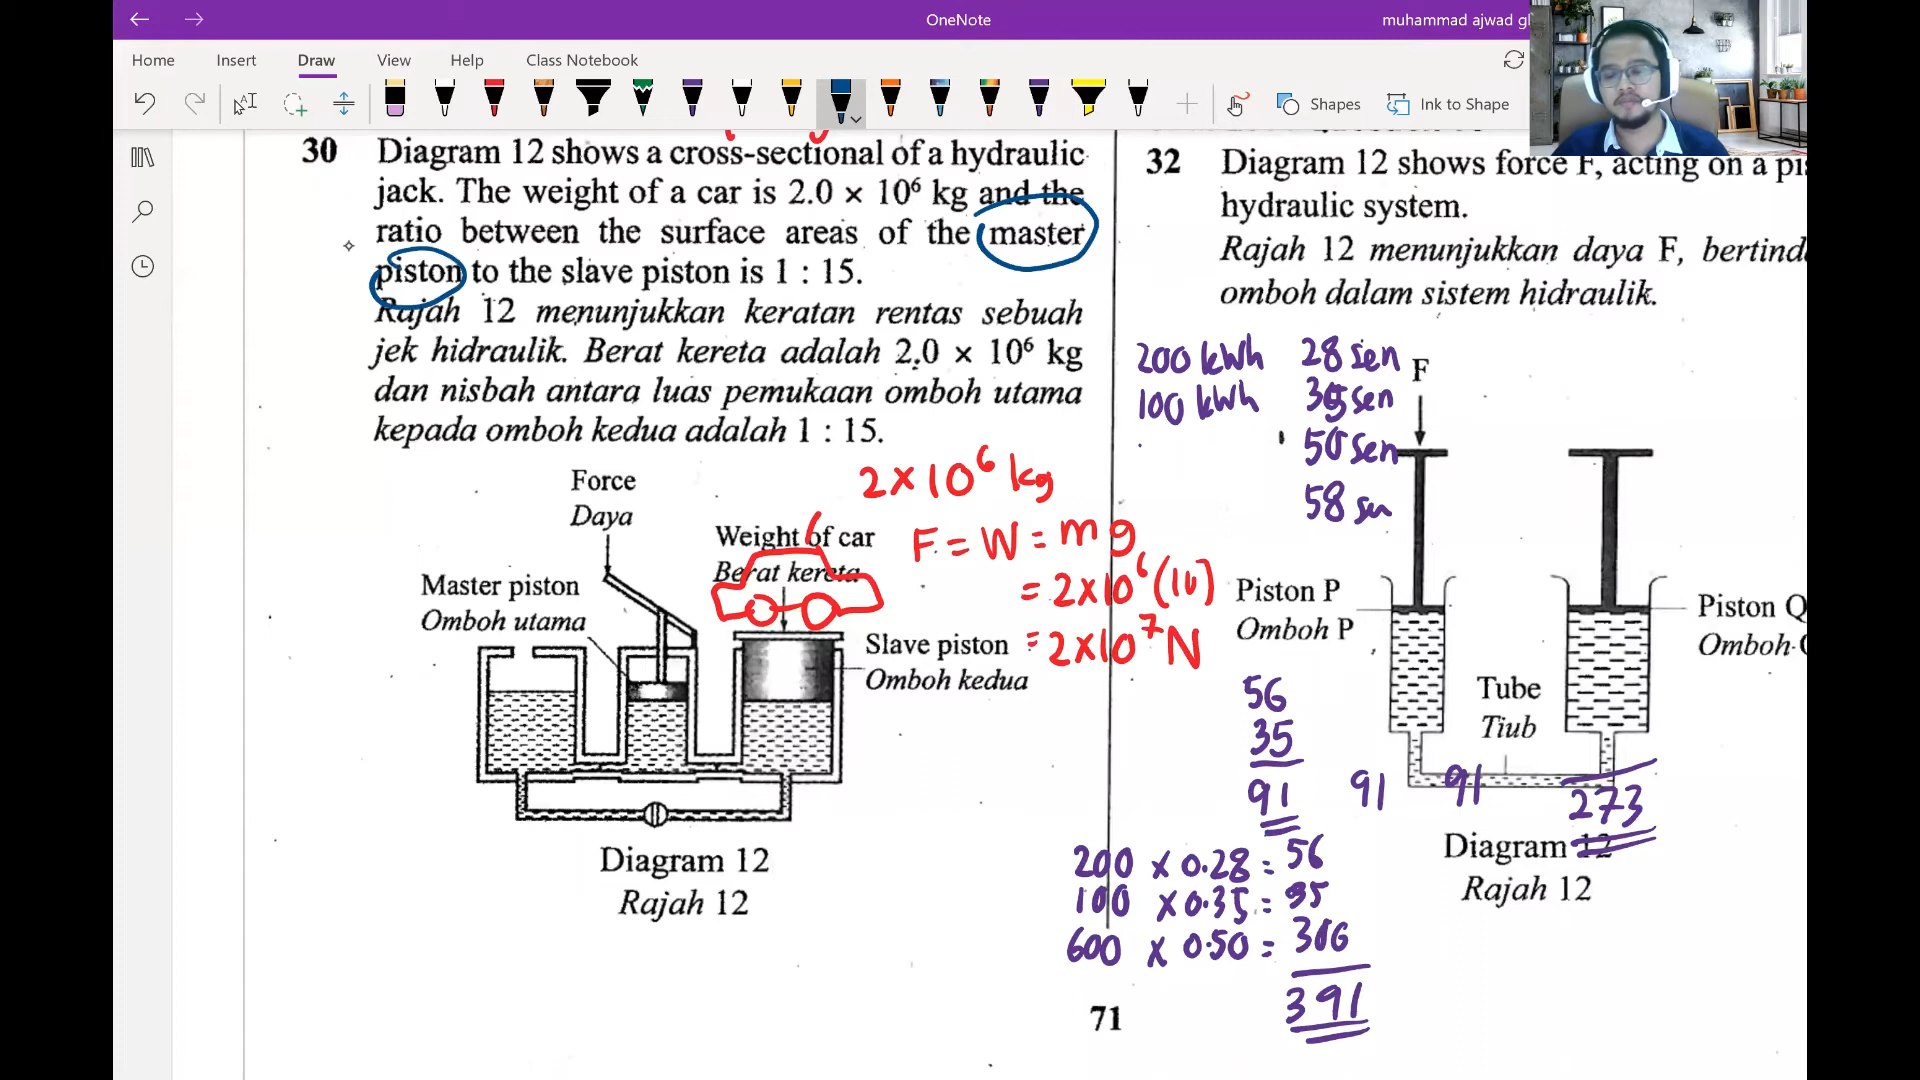 OneNote
muhammad ajwad
Home Insert Draw View Help Class Notebook
Shapes Ink to Shape
30 Diagram 12 shows a cross-sectional of a hydraulic
jack. The weight of a car is 2.0 × 10⁶ kg and the
ratio between the surface areas of the master
piston to the slave piston is 1 : 15.
Rajah 12 menunjukkan keratan rentas sebuah
jek hidraulik. Berat kereta adalah 2.0 × 10⁶ kg
dan nisbah antara luas pemukaan omboh utama
kepada omboh kedua adalah 1 : 15.
2×10⁶ kg
F = W = mg
= 2×10⁶(10)
= 2×10⁷N
Force
Daya
Weight of car
Berat kereta
Master piston
Omboh utama
Slave piston
Omboh kedua
Diagram 12
Rajah 12
71
32 Diagram 12 shows force F, acting on a
hydraulic system.
Rajah 12 menunjukkan daya F,
omboh dalam sistem hidraulik.
200 kWh 28 sen
100 kWh 35 sen
50 sen
58 sen
F
Piston P
Omboh P
Piston Q
Omboh
Tube
Tiub
56
35
91 91 91 273
Diagram 12
Rajah 12
200 × 0.28 = 56
100 × 0.35 = 35
600 × 0.50 = 300
391